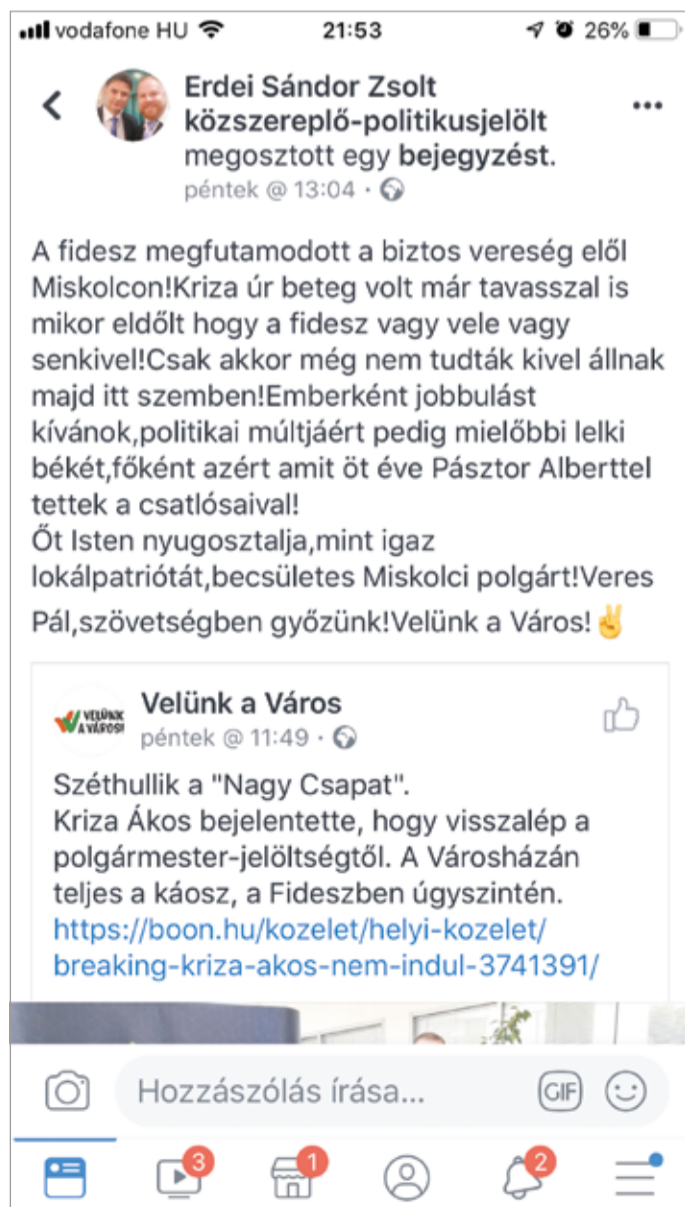 vodafone HU 21:53 26%
Erdei Sándor Zsolt
közszereplő-politikusjelölt
megosztott egy bejegyzést.
péntek @ 13:04 ·
A fidesz megfutamodott a biztos vereség elől
Miskolcon!Kriza úr beteg volt már tavasszal is
mikor eldőlt hogy a fidesz vagy vele vagy
senkivel!Csak akkor még nem tudták kivel állnak
majd itt szemben!Emberként jobbulást
kívánok,politikai múltjáért pedig mielőbbi lelki
békét,főként azért amit öt éve Pásztor Alberttel
tettek a csatlósaival!
Őt Isten nyugosztalja,mint igaz
lokálpatriótát,becsületes Miskolci polgárt!Veres
Pál,szövetségben győzünk!Velünk a Város!✌️
VELÜNK
A VÁROS!
Velünk a Város
péntek @ 11:49 ·
Széthullik a "Nagy Csapat".
Kriza Ákos bejelentette, hogy visszalép a
polgármester-jelöltségtől. A Városházán
teljes a káosz, a Fideszben úgyszintén.
https://boon.hu/kozelet/helyi-kozelet/
breaking-kriza-akos-nem-indul-3741391/
Hozzászólás írása...
GIF
3
1
2